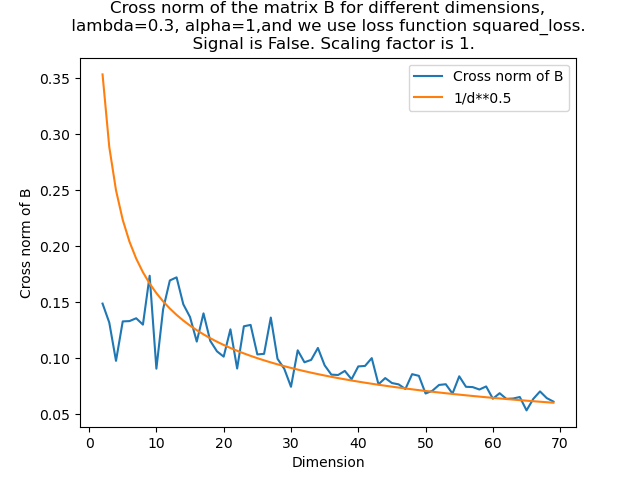 Cross norm of the matrix B for different dimensions,
lambda=0.3, alpha=1,and we use loss function squared_loss.
Signal is False. Scaling factor is 1.
Cross norm of B
1/d**0.5
0.35
0.30
0.25
0.20
0.15
0.10
0.05
Cross norm of B
0 10 20 30 40 50 60 70
Dimension